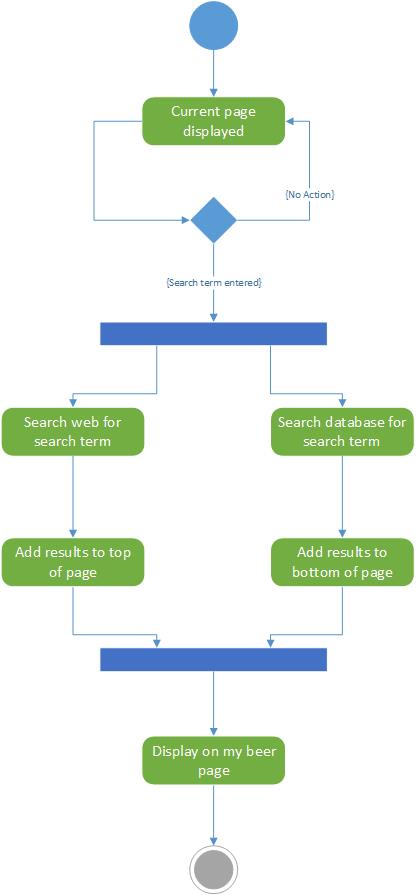 Current page
displayed
{No Action}
{Search term entered}
Search web for
search term
Search database for
search term
Add results to top
of page
Add results to
bottom of page
Display on my beer
page